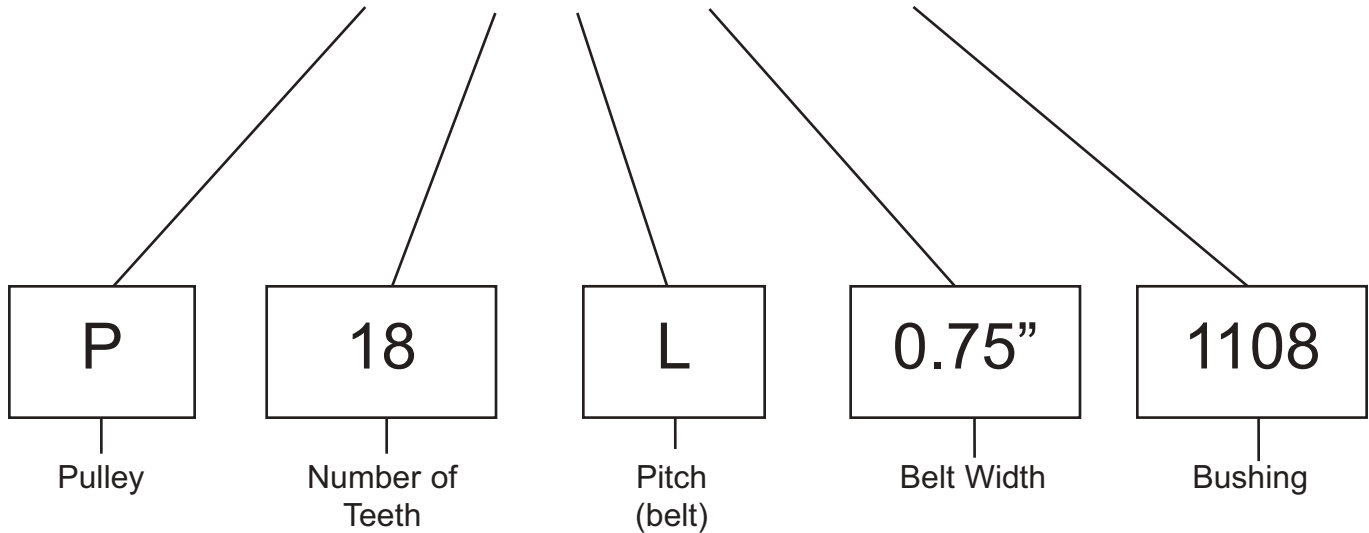 P 18 L 0.75” 1108
Pulley Number of Teeth Pitch (belt) Belt Width Bushing